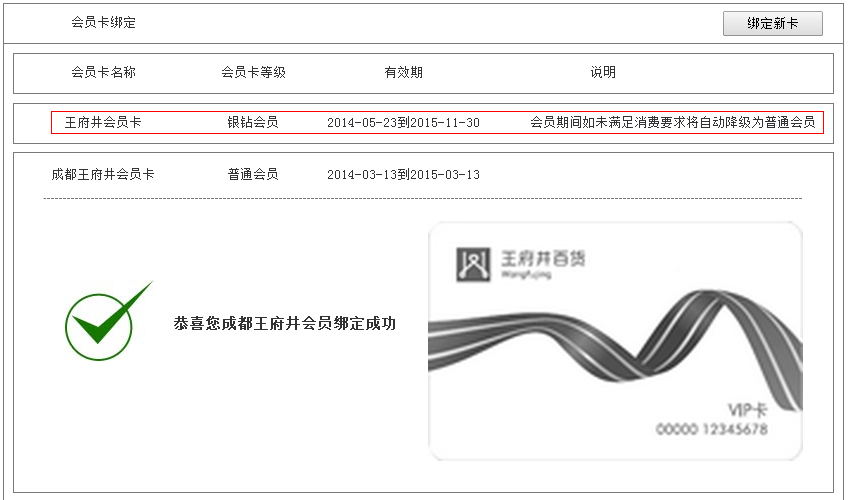 会员卡绑定 绑定新卡
会员卡名称 会员卡等级 有效期 说明
王府井会员卡 银钻会员 2014-05-23到2015-11-30 会员期间如未满足消费要求将自动降级为普通会员
成都王府井会员卡 普通会员 2014-03-13到2015-03-13
王府井百货
Wangfujing
恭喜您成都王府井会员绑定成功
VIP卡
00000 12345678